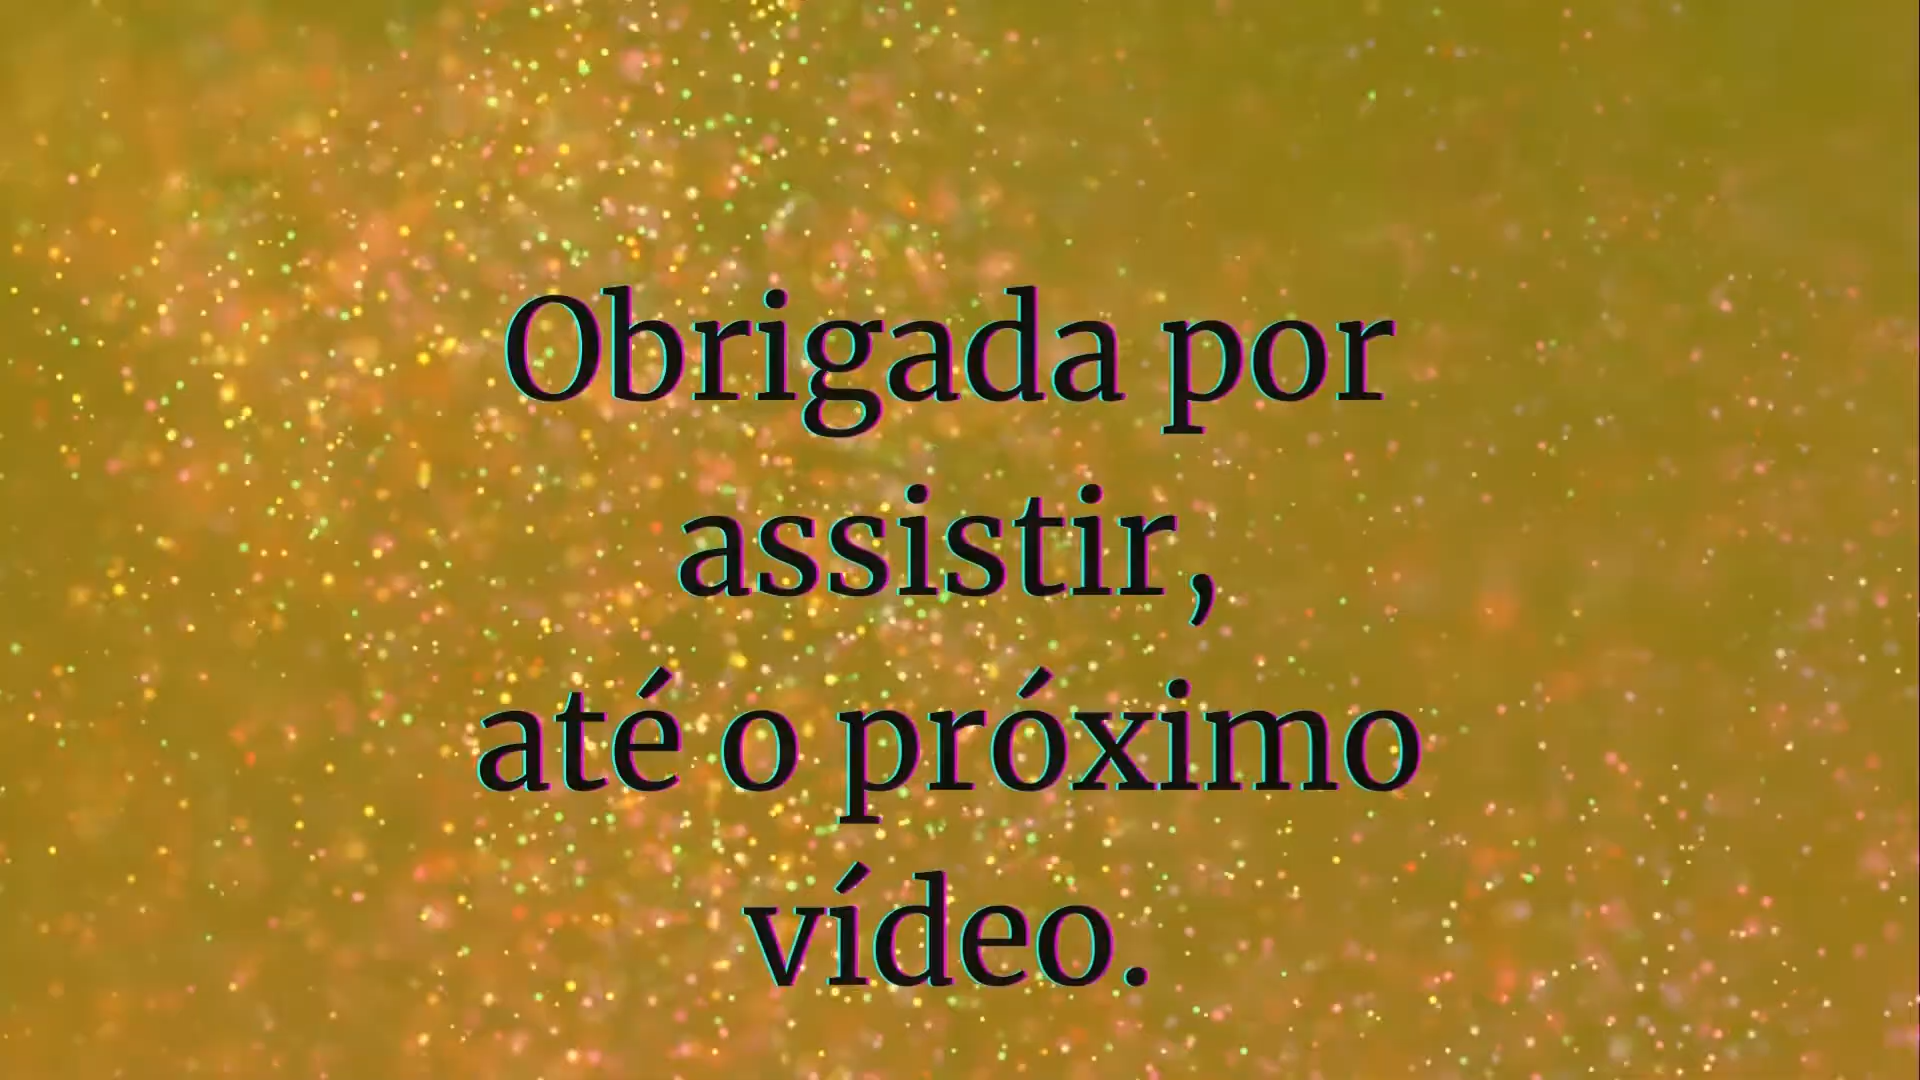 Obrigada por
assistir,
até o próximo
vídeo.